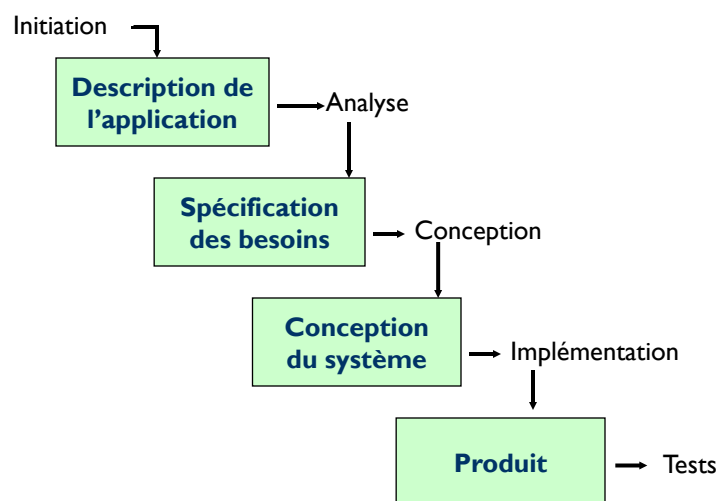 Initiation
Description de
l’application
Analyse
Spécification
des besoins
Conception
Conception
du système
Implémentation
Produit
Tests